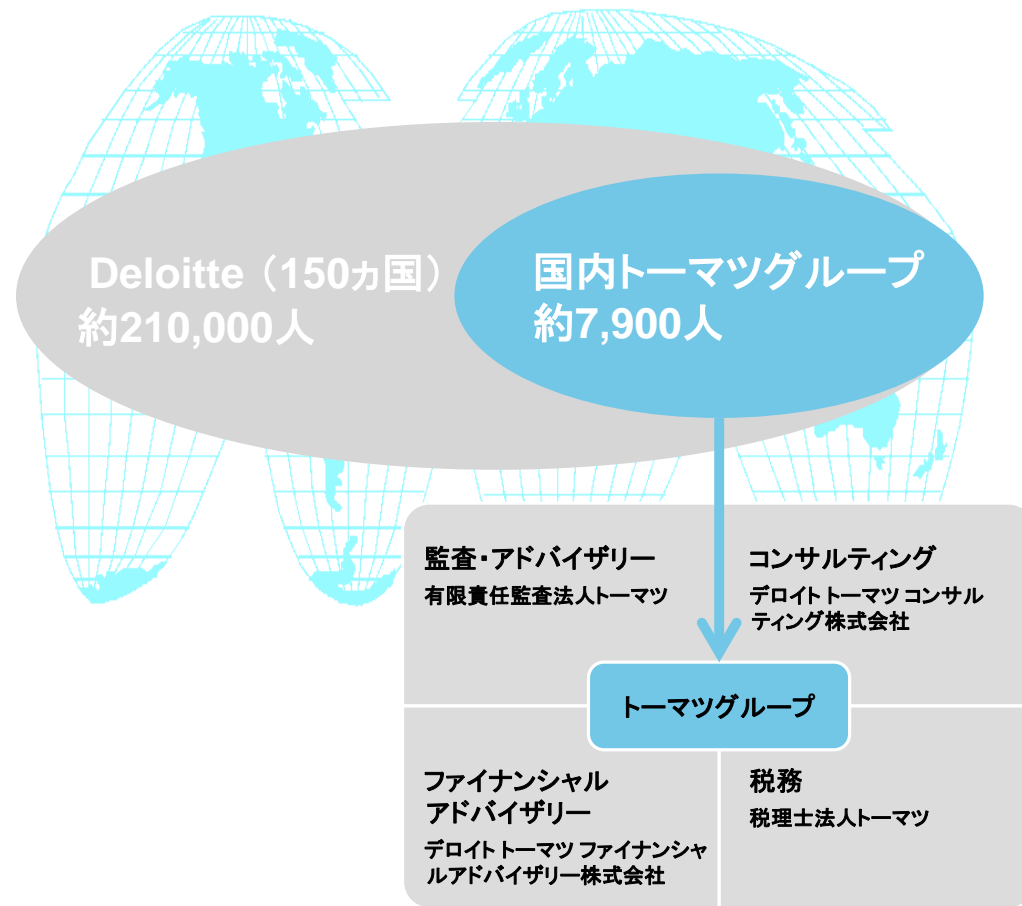 Deloitte（150ヵ国）
約210,000人
国内トーマツグループ
約7,900人
監査・アドバイザリー
有限責任監査法人トーマツ
コンサルティング
デロイト トーマツ コンサル
ティング株式会社
トーマツグループ
ファイナンシャル
アドバイザリー
デロイト トーマツ ファイナンシャ
ルアドバイザリー株式会社
税務
税理士法人トーマツ